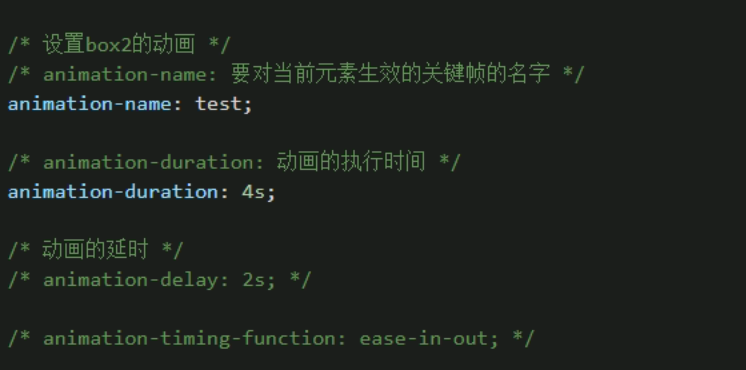 /* 设置box2的动画 */
/* animation-name: 要对当前元素生效的关键帧的名字 */
animation-name: test;
/* animation-duration: 动画的执行时间 */
animation-duration: 4s;
/* 动画的延时 */
/* animation-delay: 2s; */
/* animation-timing-function: ease-in-out; */